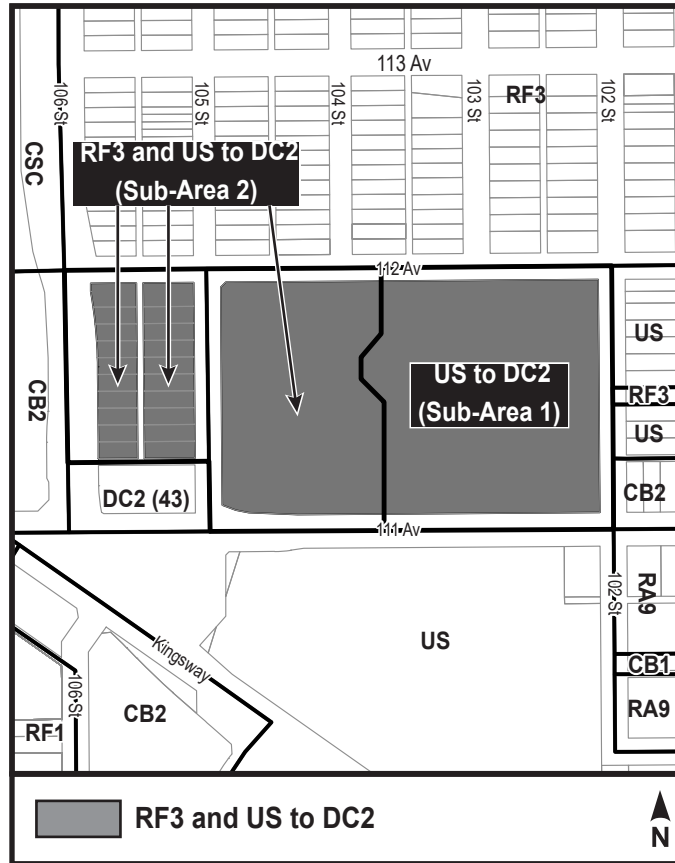 113 Av
106 St
105 St
104 St
103 St
102 St
RF3
CSC
RF3 and US to DC2
(Sub-Area 2)
112 Av
US
CB2
US to DC2
(Sub-Area 1)
RF3
US
DC2 (43)
CB2
111 Av
102 St
RA9
Kingsway
US
CB1
106 St
CB2
RA9
RF1
RF3 and US to DC2
N